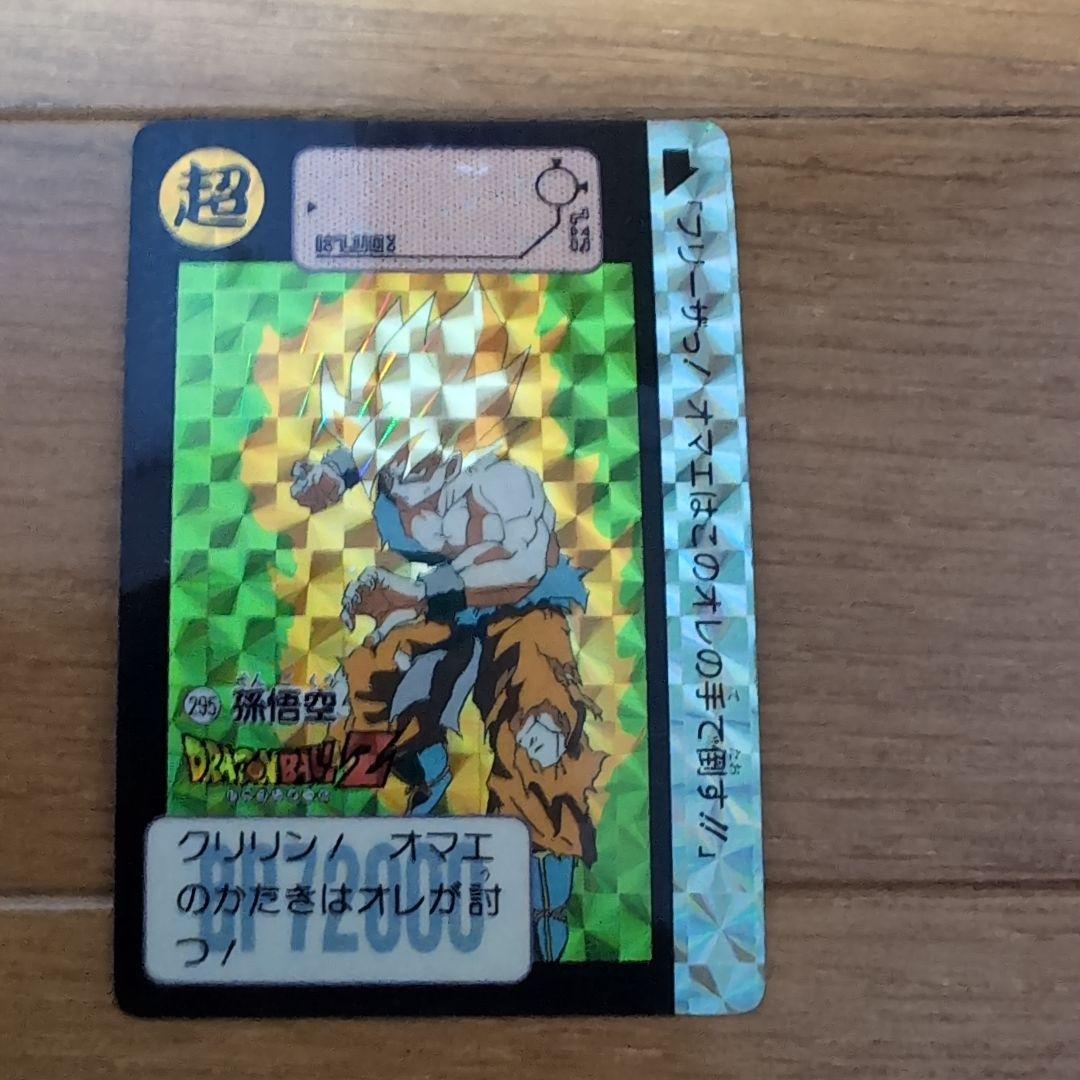 超
「フリーザっ! オマエはこのオレの手で倒す!!」
295 孫悟空
DRAGON BALL Z
BP 72000
クリリン! オマエ
のかたきはオレが討
つ!